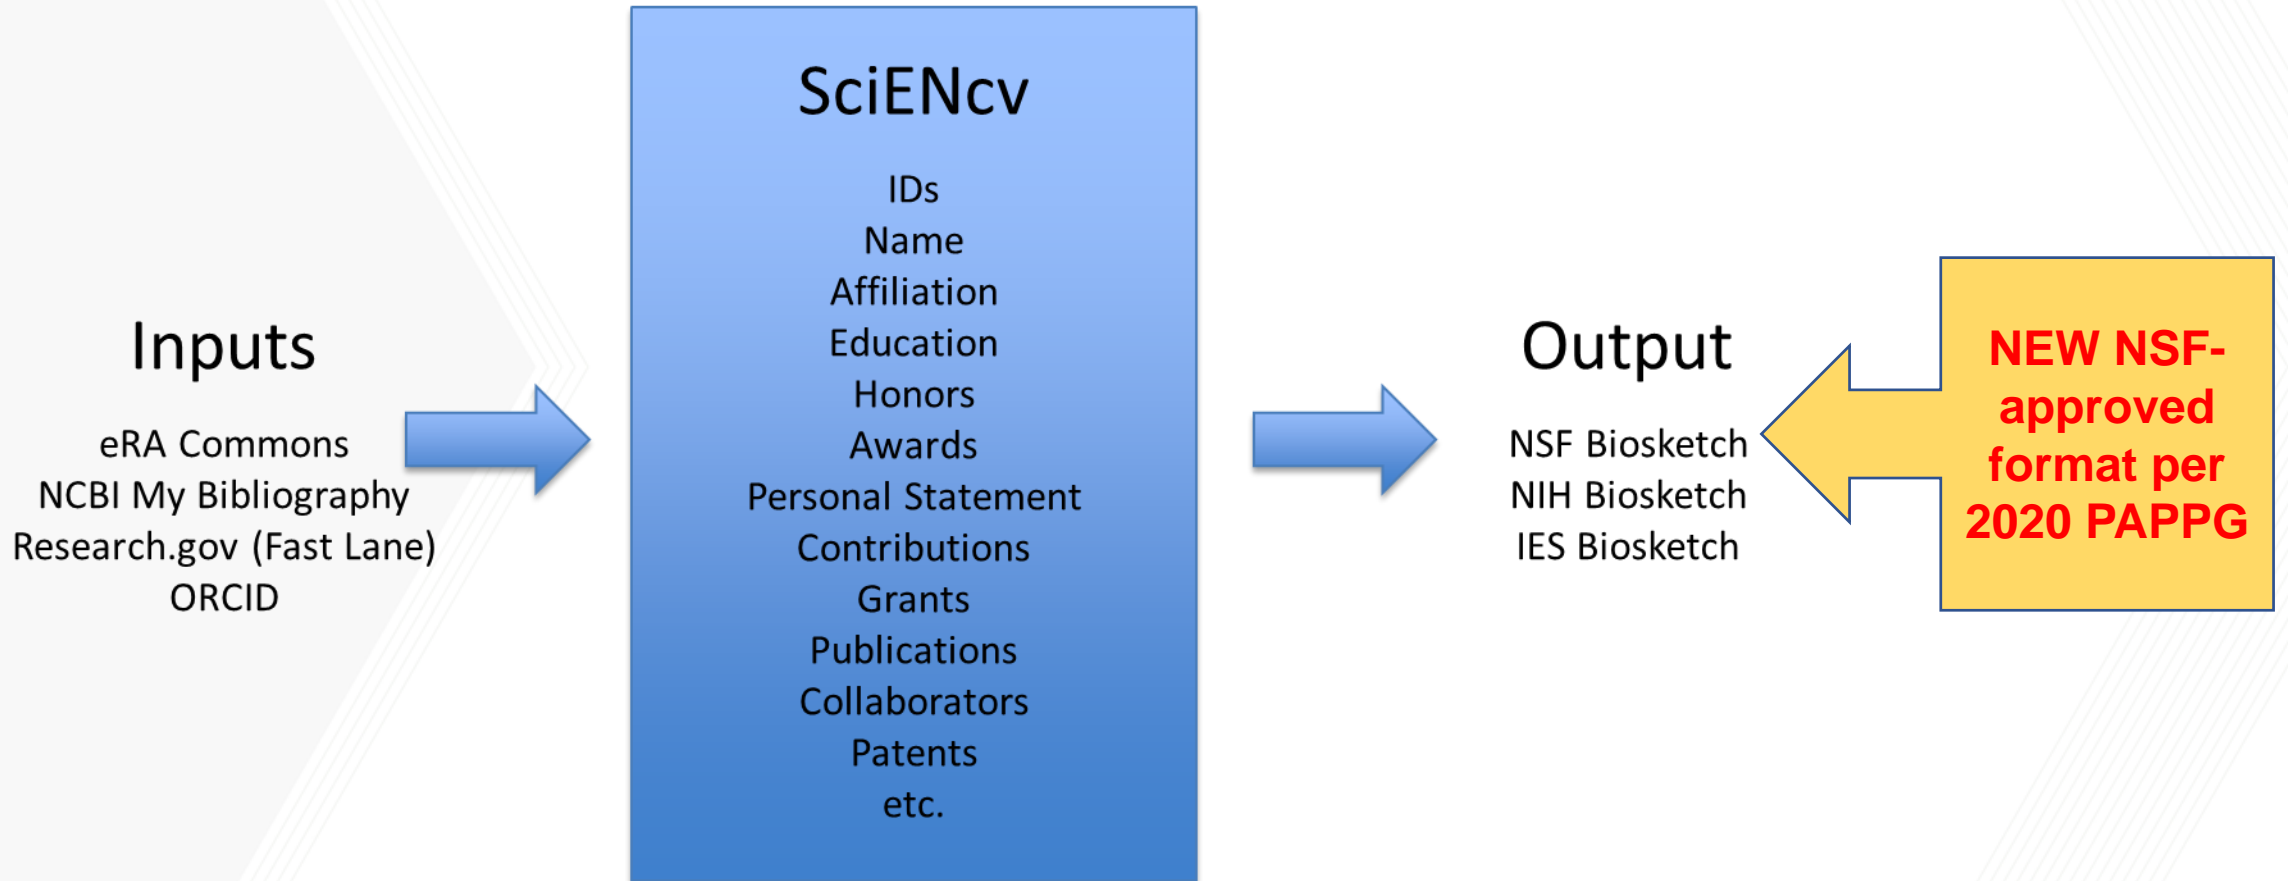 Inputs
eRA Commons
NCBI My Bibliography
Research.gov (Fast Lane)
ORCID
SciENcv
IDs
Name
Affiliation
Education
Honors
Awards
Personal Statement
Contributions
Grants
Publications
Collaborators
Patents
etc.
Output
NSF Biosketch
NIH Biosketch
IES Biosketch
NEW NSF-
approved
format per
2020 PAPPG